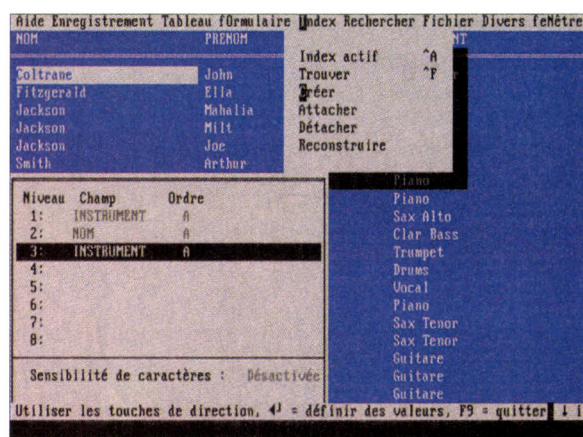 Aide Enregistrement Tableau fOrmulaire Index Rechercher Fichier Divers feNêtre
NOM PRENOM NT
Index actif ^A
Trouver ^F
Créer
Attacher
Détacher
Reconstruire
Coltrane John r
Fitzgerald Ella
Jackson Mahalia
Jackson Milt
Jackson Joe
Smith Arthur
Piano
Piano
Sax Alto
Clar Bass
Trumpet
Drums
Vocal
Piano
Sax Tenor
Sax Tenor
Guitare
Guitare
Guitare
Niveau Champ Ordre
1: INSTRUMENT A
2: NOM A
3: INSTRUMENT A
4:
5:
6:
7:
8:
Sensibilité de caractères : Désactivée
Utiliser les touches de direction, ↵ = définir des valeurs, F9 = quitter ↓ i